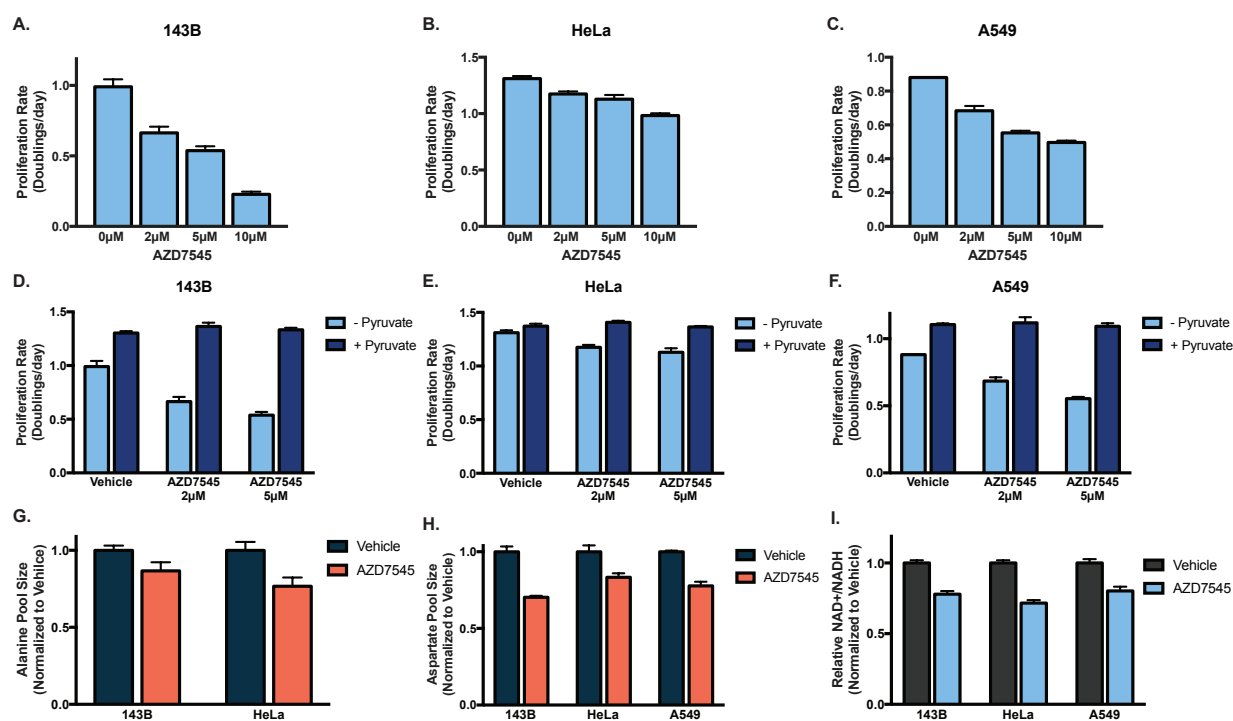 A.
143B
Proliferation Rate
(Doublings/day)
1.0
0.5
0.0
0µM 2µM 5µM 10µM
AZD7545
B.
HeLa
Proliferation Rate
(Doublings/day)
1.5
1.0
0.5
0.0
0µM 2µM 5µM 10µM
AZD7545
C.
A549
Proliferation Rate
(Doublings/day)
1.0
0.8
0.6
0.4
0.2
0.0
0µM 2µM 5µM 10µM
AZD7545
D.
143B
Proliferation Rate
(Doublings/day)
1.5
1.0
0.5
0.0
Vehicle AZD7545 AZD7545
2µM 5µM
- Pyruvate
+ Pyruvate
E.
HeLa
Proliferation Rate
(Doublings/day)
1.5
1.0
0.5
0.0
Vehicle AZD7545 AZD7545
2µM 5µM
- Pyruvate
+ Pyruvate
F.
A549
Proliferation Rate
(Doublings/day)
1.0
0.5
0.0
Vehicle AZD7545 AZD7545
2µM 5µM
- Pyruvate
+ Pyruvate
G.
Alanine Pool Size
(Normalized to Vehilce)
1.0
0.5
0.0
143B HeLa
Vehicle
AZD7545
H.
Aspartate Pool Size
(Normalized to Vehicle)
1.0
0.5
0.0
143B HeLa A549
Vehicle
AZD7545
I.
Relative NAD+/NADH
(Normalized to Vehicle)
1.0
0.5
0.0
143B HeLa A549
Vehicle
AZD7545